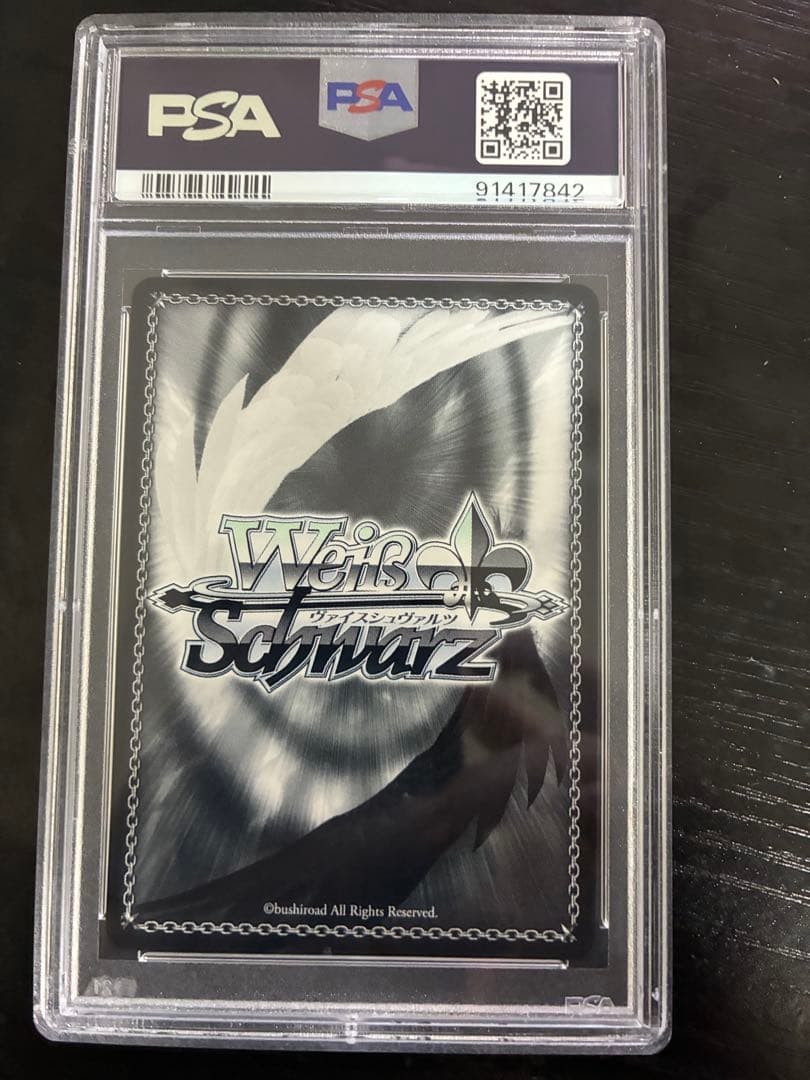 PSA
PSA
91417842
Weiß
ヴァイスシュヴァルツ
Schwarz
©bushiroad All Rights Reserved.
PSA